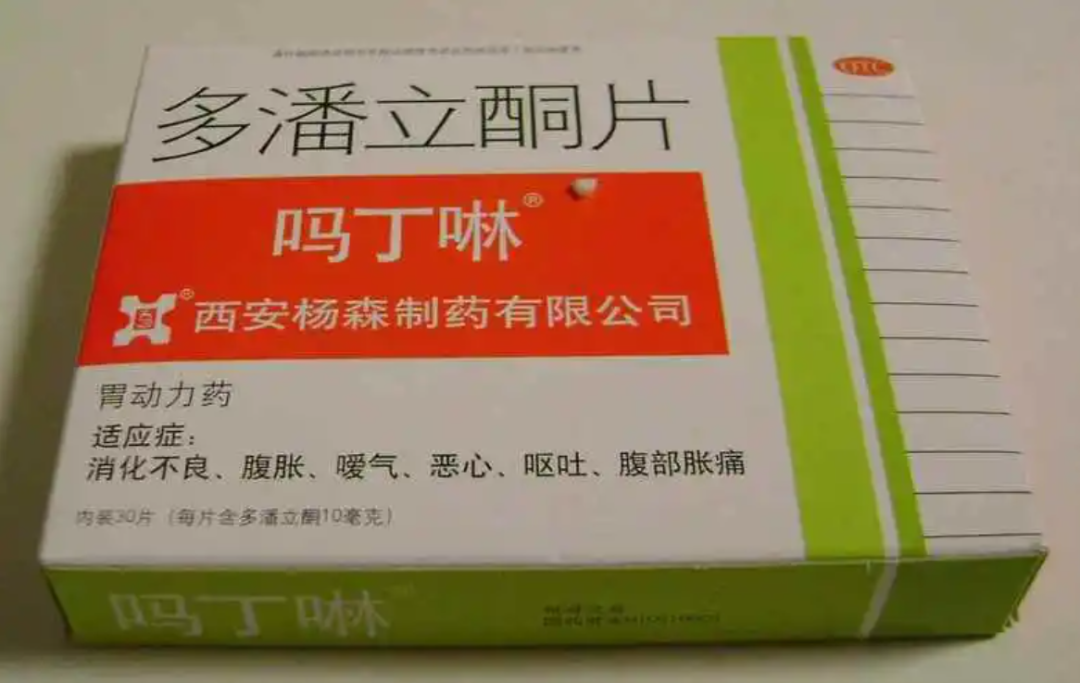 多潘立酮片
OTC
吗丁啉®
®西安杨森制药有限公司
胃动力药
适应症：
消化不良、腹胀、嗳气、恶心、呕吐、腹部胀痛
内装30片（每片含多潘立酮10毫克）
吗丁啉